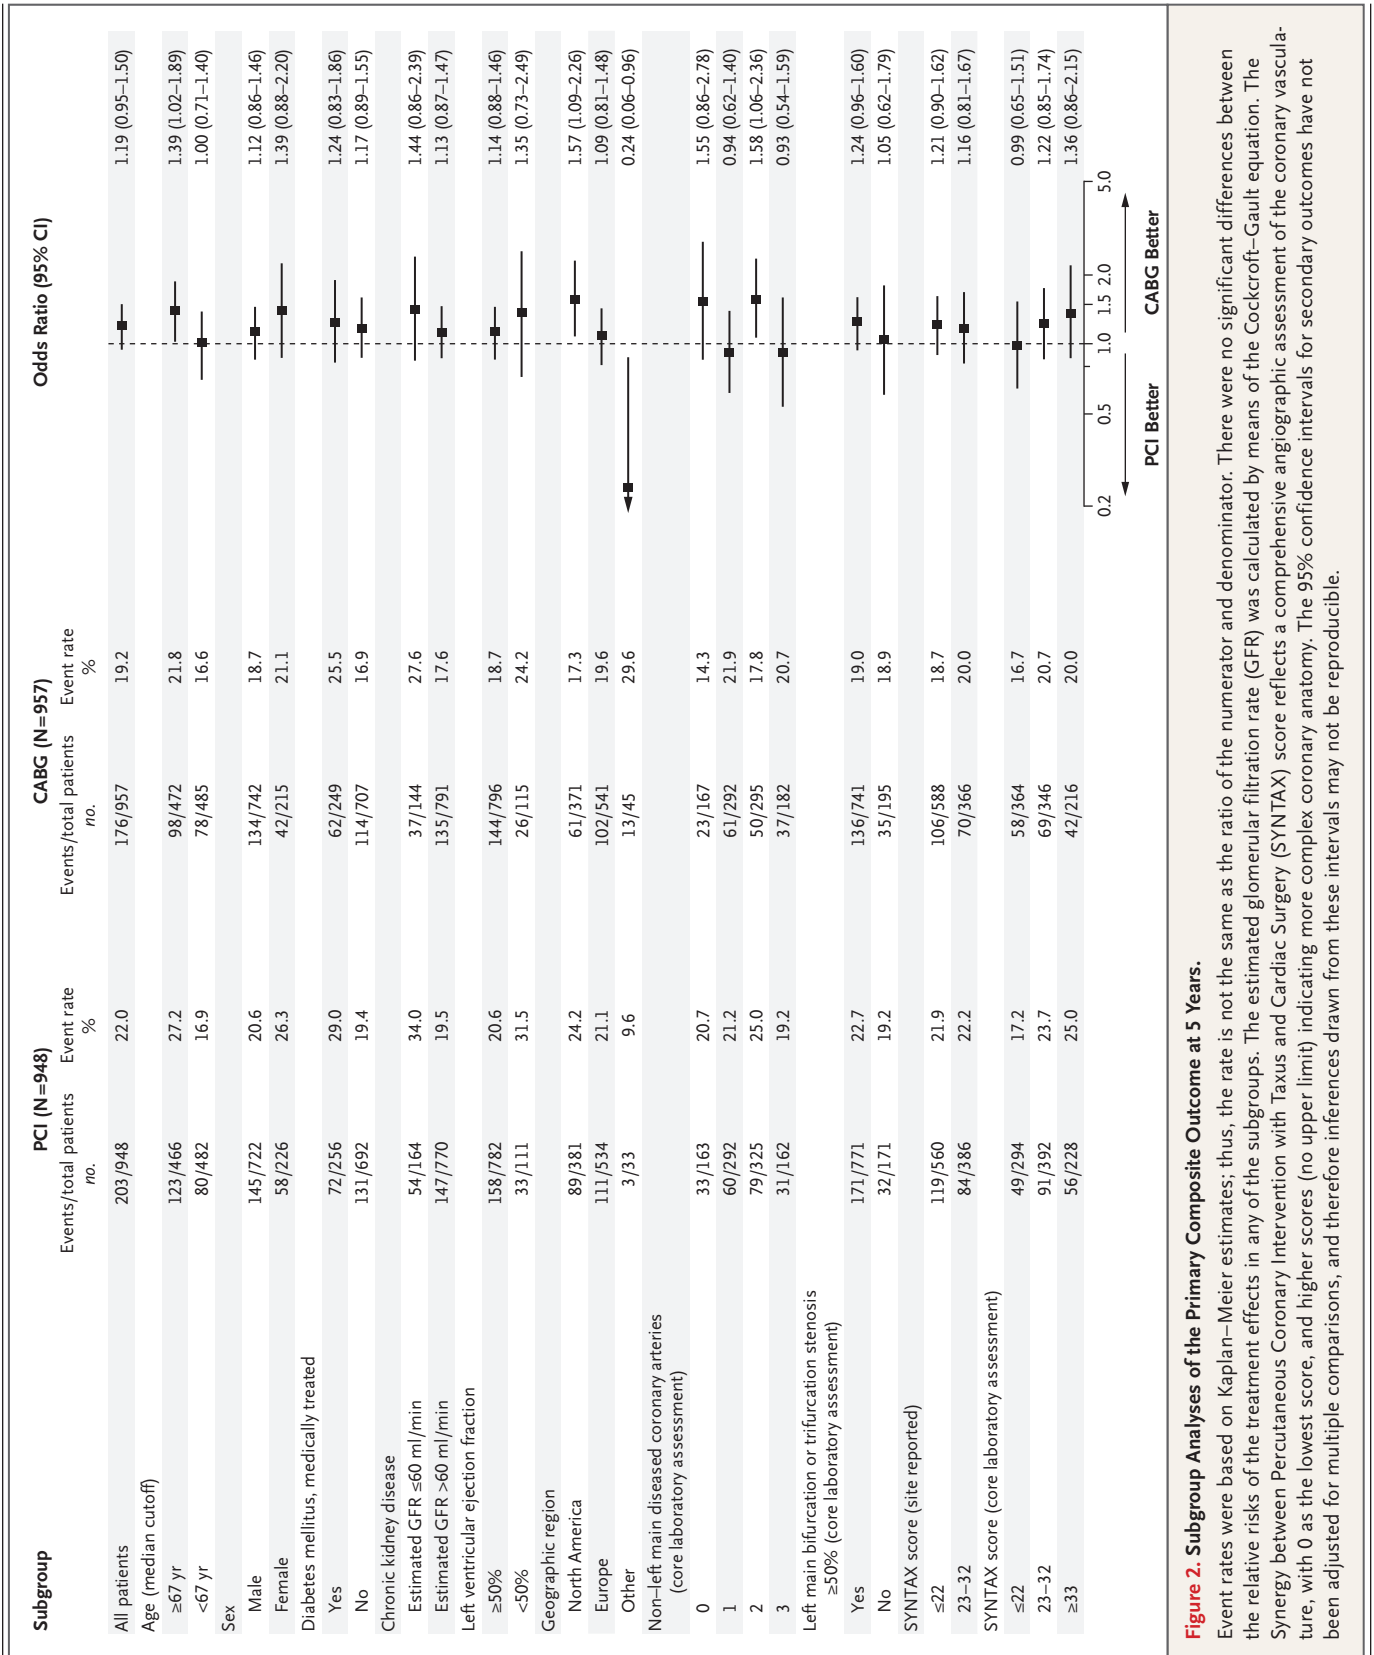 Subgroup PCI (N=948) CABG (N=957) Odds Ratio (95% CI)
Events/total patients Event rate Events/total patients Event rate
no. % no. %
All patients 203/948 22.0 176/957 19.2 1.19 (0.95–1.50)
Age (median cutoff)
≥67 yr 123/466 27.2 98/472 21.8 1.39 (1.02–1.89)
<67 yr 80/482 16.9 78/485 16.6 1.00 (0.71–1.40)
Sex
Male 145/722 20.6 134/742 18.7 1.12 (0.86–1.46)
Female 58/226 26.3 42/215 21.1 1.39 (0.88–2.20)
Diabetes mellitus, medically treated
Yes 72/256 29.0 62/249 25.5 1.24 (0.83–1.86)
No 131/692 19.4 114/707 16.9 1.17 (0.89–1.55)
Chronic kidney disease
Estimated GFR ≤60 ml/min 54/164 34.0 37/144 27.6 1.44 (0.86–2.39)
Estimated GFR >60 ml/min 147/770 19.5 135/791 17.6 1.13 (0.87–1.47)
Left ventricular ejection fraction
≥50% 158/782 20.6 144/796 18.7 1.14 (0.88–1.46)
<50% 33/111 31.5 26/115 24.2 1.35 (0.73–2.49)
Geographic region
North America 89/381 24.2 61/371 17.3 1.57 (1.09–2.26)
Europe 111/534 21.1 102/541 19.6 1.09 (0.81–1.48)
Other 3/33 9.6 13/45 29.6 0.24 (0.06–0.96)
Non–left main diseased coronary arteries
(core laboratory assessment)
0 33/163 20.7 23/167 14.3 1.55 (0.86–2.78)
1 60/292 21.2 61/292 21.9 0.94 (0.62–1.40)
2 79/325 25.0 50/295 17.8 1.58 (1.06–2.36)
3 31/162 19.2 37/182 20.7 0.93 (0.54–1.59)
Left main bifurcation or trifurcation stenosis
≥50% (core laboratory assessment)
Yes 171/771 22.7 136/741 19.0 1.24 (0.96–1.60)
No 32/171 19.2 35/195 18.9 1.05 (0.62–1.79)
SYNTAX score (site reported)
≤22 119/560 21.9 106/588 18.7 1.21 (0.90–1.62)
23–32 84/386 22.2 70/366 20.0 1.16 (0.81–1.67)
SYNTAX score (core laboratory assessment)
≤22 49/294 17.2 58/364 16.7 0.99 (0.65–1.51)
23–32 91/392 23.7 69/346 20.7 1.22 (0.85–1.74)
≥33 56/228 25.0 42/216 20.0 1.36 (0.86–2.15)
0.2 0.5 1.0 1.5 2.0 5.0
PCI Better CABG Better
Figure 2. Subgroup Analyses of the Primary Composite Outcome at 5 Years.
Event rates were based on Kaplan–Meier estimates; thus, the rate is not the same as the ratio of the numerator and denominator. There were no significant differences between
the relative risks of the treatment effects in any of the subgroups. The estimated glomerular filtration rate (GFR) was calculated by means of the Cockcroft–Gault equation. The
Synergy between Percutaneous Coronary Intervention with Taxus and Cardiac Surgery (SYNTAX) score reflects a comprehensive angiographic assessment of the coronary vascula-
ture, with 0 as the lowest score, and higher scores (no upper limit) indicating more complex coronary anatomy. The 95% confidence intervals for secondary outcomes have not
been adjusted for multiple comparisons, and therefore inferences drawn from these intervals may not be reproducible.